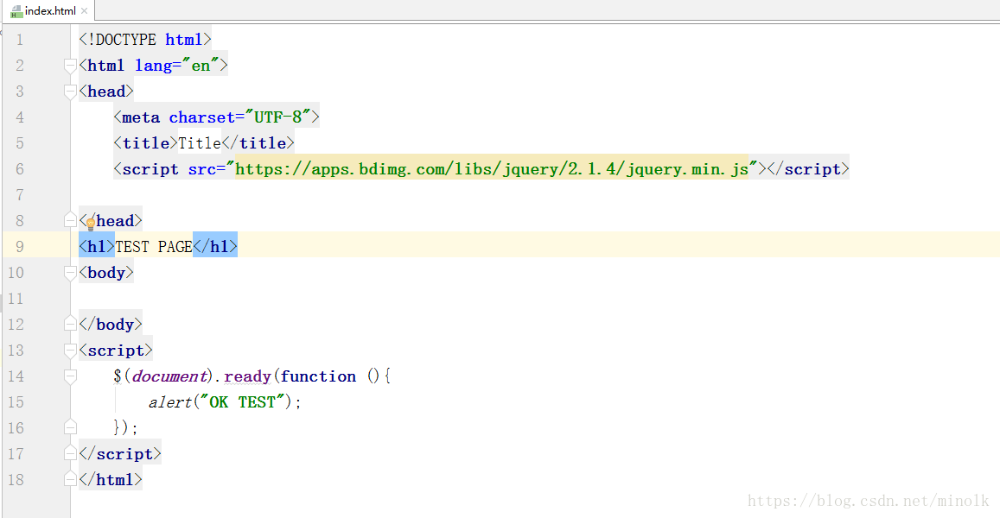 index.html
1 <!DOCTYPE html>
2 <html lang="en">
3 <head>
4 <meta charset="UTF-8">
5 <title>Title</title>
6 <script src="https://apps.bdimg.com/libs/jquery/2.1.4/jquery.min.js"></script>
7
8 </head>
9 <h1>TEST PAGE</h1>
10 <body>
11
12 </body>
13 <script>
14 $(document).ready(function (){
15 alert("OK TEST");
16 });
17 </script>
18 </html>
https://blog.csdn.net/minolk